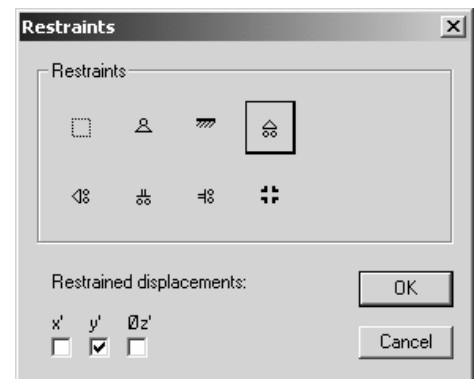 Restraints
Restraints
Restrained displacements:
x' y' Øz'
OK
Cancel